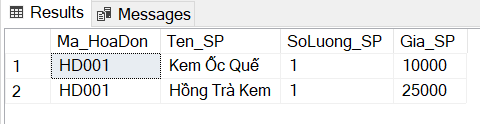 Results Messages
Ma_HoaDon Ten_SP SoLuong_SP Gia_SP
1 HD001 Kem Ốc Quế 1 10000
2 HD001 Hồng Trà Kem 1 25000